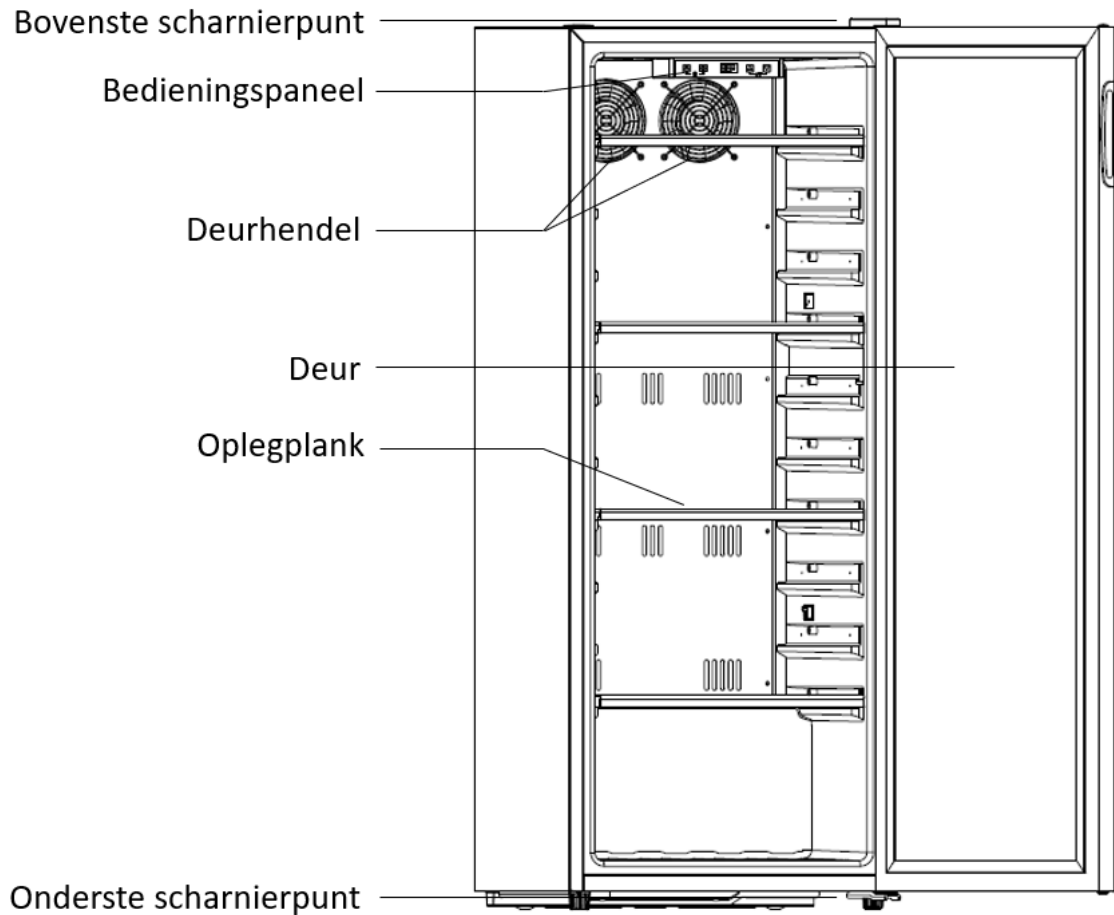 Bovenste scharnierpunt
Bedieningspaneel
Deurhendel
Deur
Oplegplank
Onderste scharnierpunt